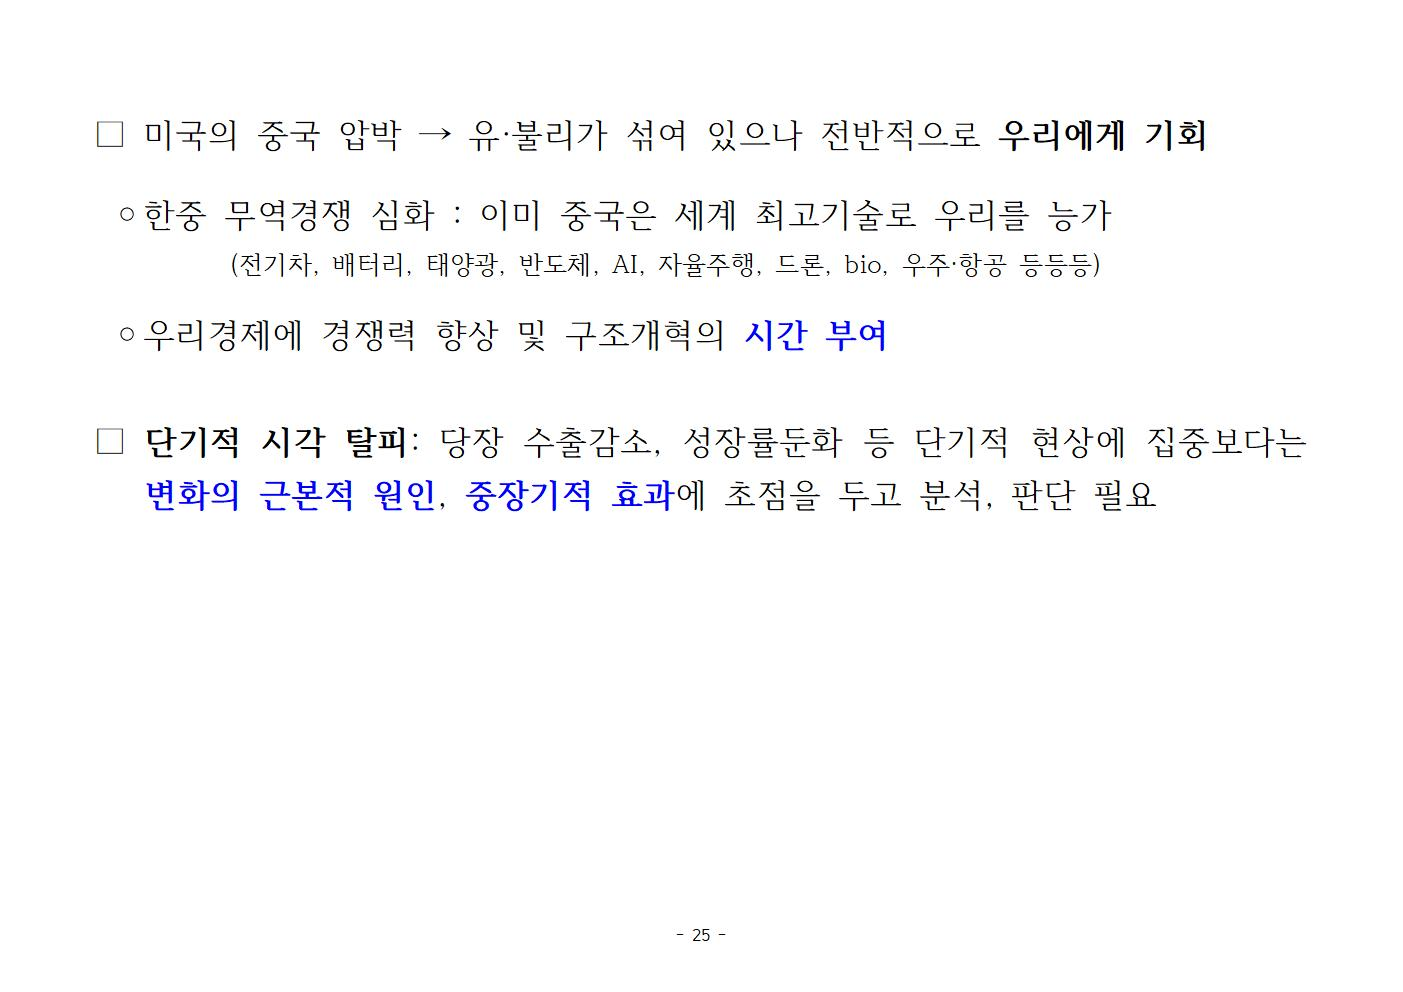 □ 미국의 중국 압박 → 유·불리가 섞여 있으나 전반적으로 우리에게 기회
○ 한중 무역경쟁 심화 : 이미 중국은 세계 최고기술로 우리를 능가
(전기차, 배터리, 태양광, 반도체, AI, 자율주행, 드론, bio, 우주·항공 등등등)
○ 우리경제에 경쟁력 향상 및 구조개혁의 시간 부여
□ 단기적 시각 탈피: 당장 수출감소, 성장률둔화 등 단기적 현상에 집중보다는
변화의 근본적 원인, 중장기적 효과에 초점을 두고 분석, 판단 필요
- 25 -